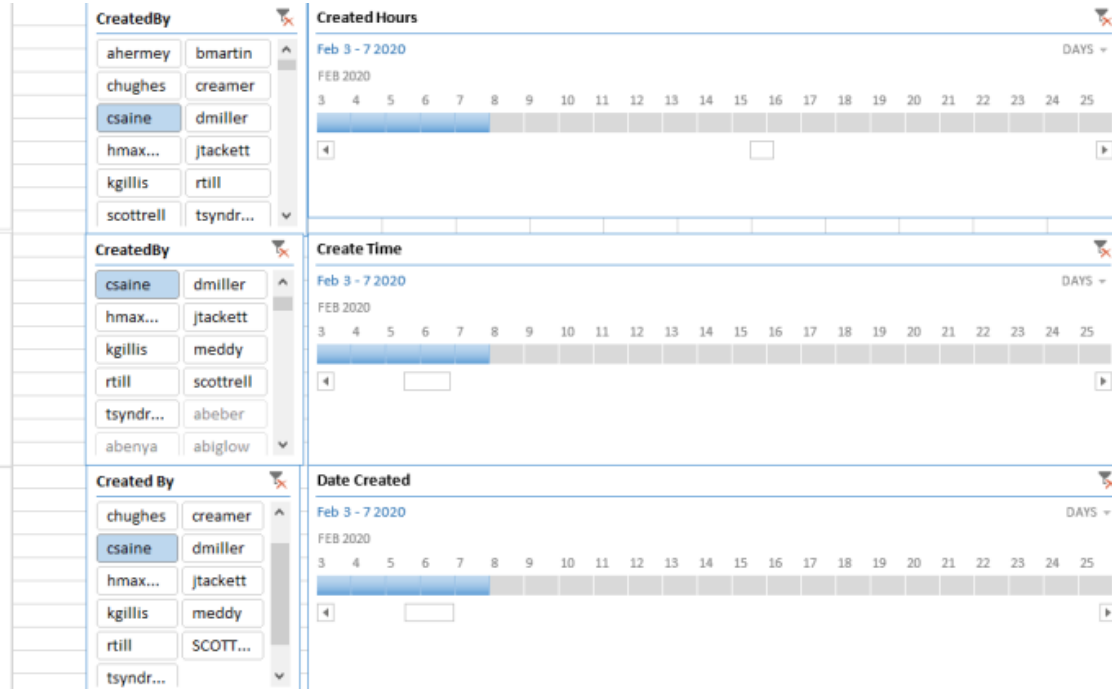 CreatedBy
ahermey bmartin
chughes creamer
csaine dmiller
hmax... jtackett
kgillis rtill
scottrell tsyndr...
Created Hours
Feb 3 - 7 2020 DAYS
FEB 2020
3 4 5 6 7 8 9 10 11 12 13 14 15 16 17 18 19 20 21 22 23 24 25
CreatedBy
csaine dmiller
hmax... jtackett
kgillis meddy
rtill scottrell
tsyndr... abeber
abenya abiglow
Create Time
Feb 3 - 7 2020 DAYS
FEB 2020
3 4 5 6 7 8 9 10 11 12 13 14 15 16 17 18 19 20 21 22 23 24 25
Created By
chughes creamer
csaine dmiller
hmax... jtackett
kgillis meddy
rtill SCOTT...
tsyndr...
Date Created
Feb 3 - 7 2020 DAYS
FEB 2020
3 4 5 6 7 8 9 10 11 12 13 14 15 16 17 18 19 20 21 22 23 24 25